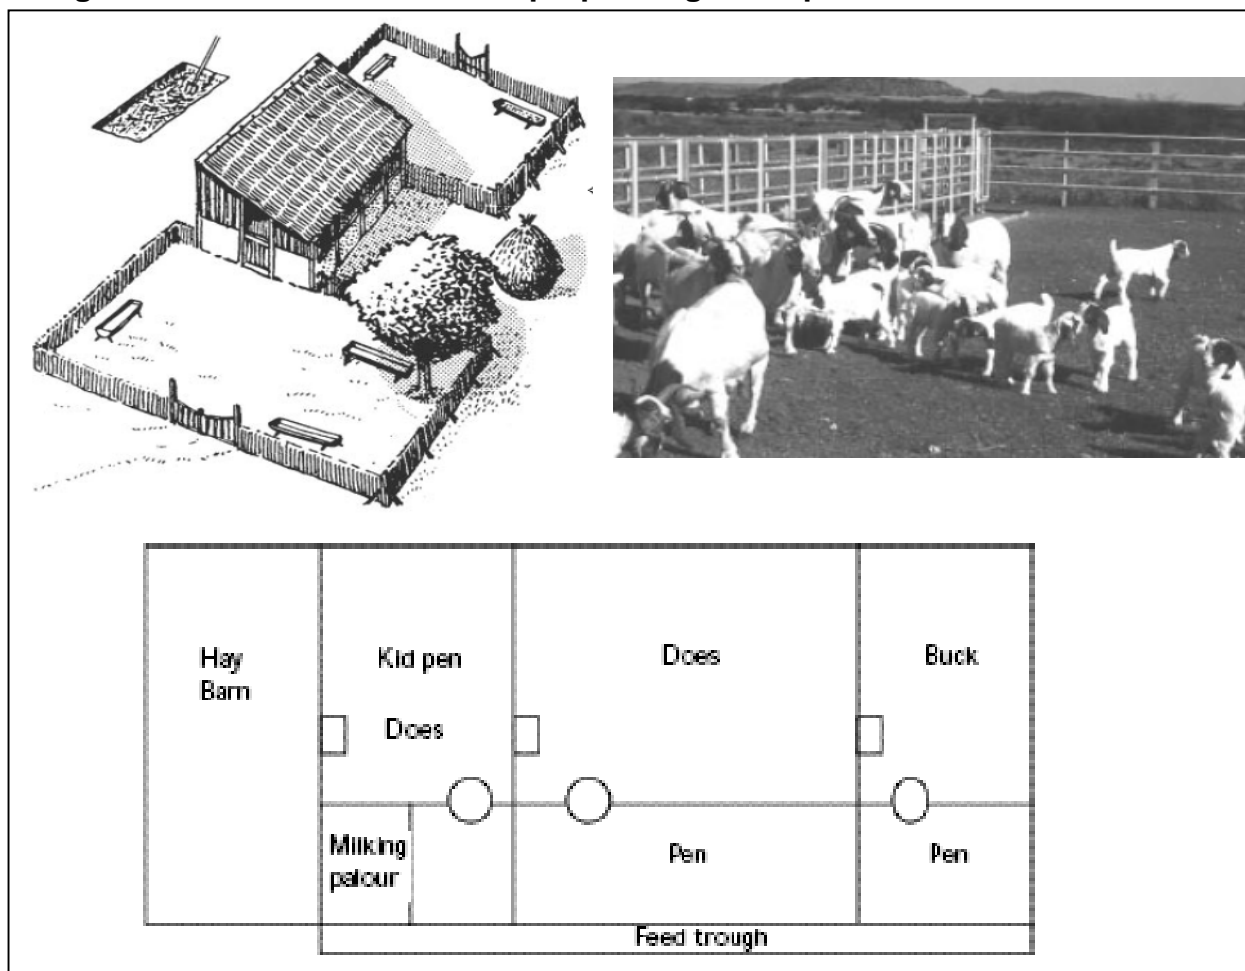 Hay
Barn
Kid pen
Does
Does
Buck
Milking
palour
Pen
Pen
Feed trough